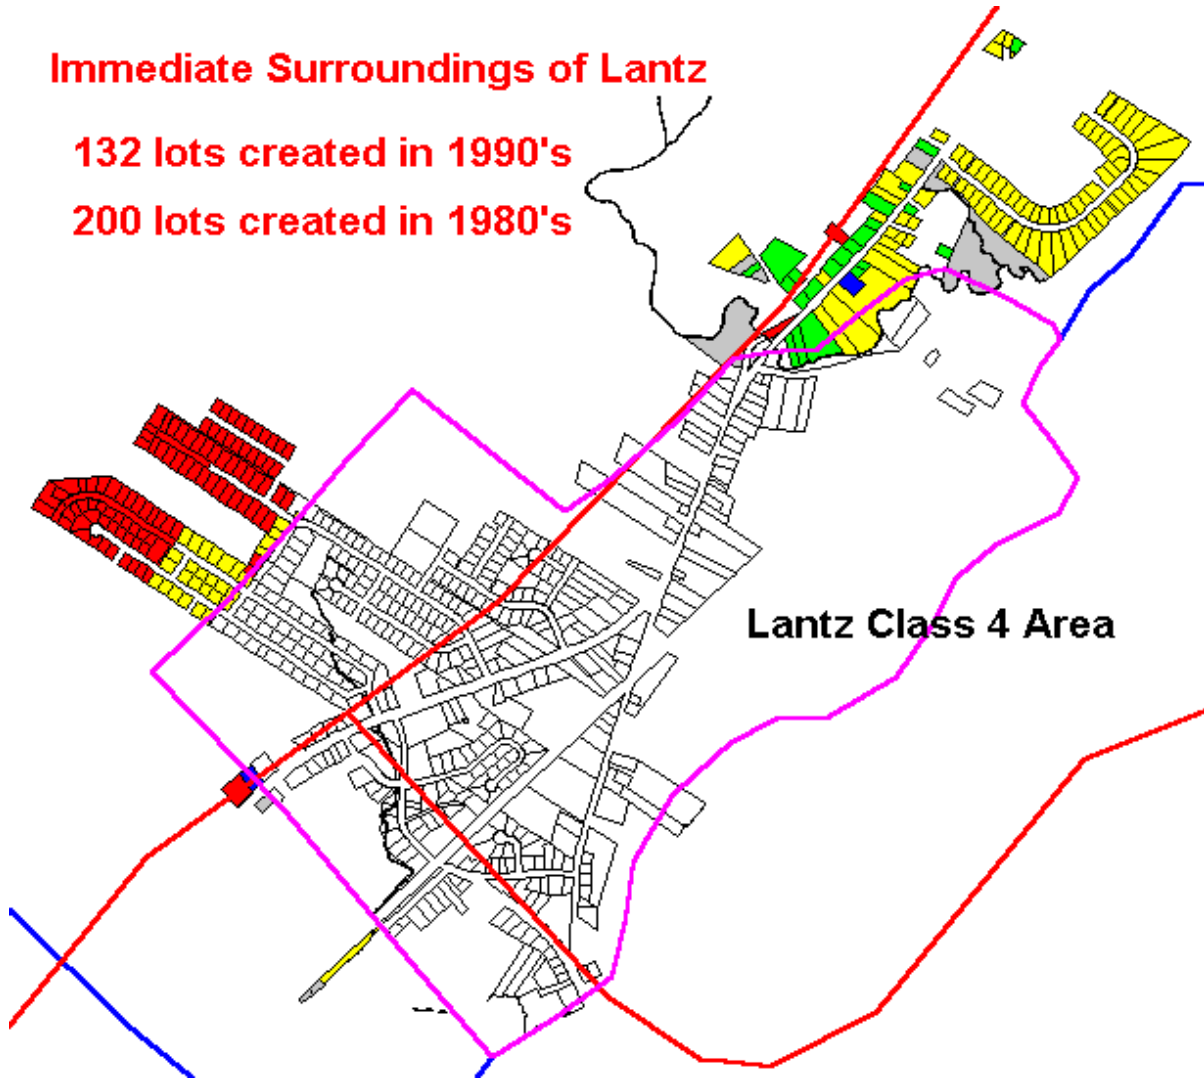 Immediate Surroundings of Lantz
132 lots created in 1990's
200 lots created in 1980's
Lantz Class 4 Area